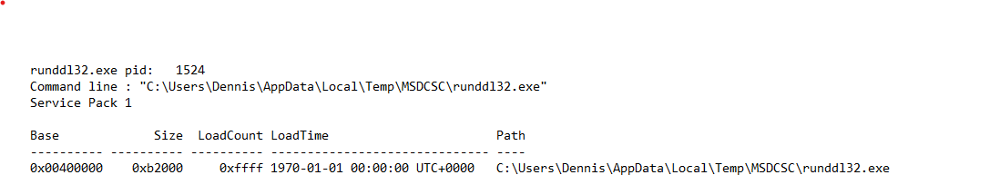 runddl32.exe pid:   1524
Command line : "C:\Users\Dennis\AppData\Local\Temp\MSDCSC\runddl32.exe"
Service Pack 1
Base             Size  LoadCount LoadTime                       Path
---------- ---------- ---------- ------------------------------ ----
0x00400000    0xb2000     0xffff 1970-01-01 00:00:00 UTC+0000   C:\Users\Dennis\AppData\Local\Temp\MSDCSC\runddl32.exe